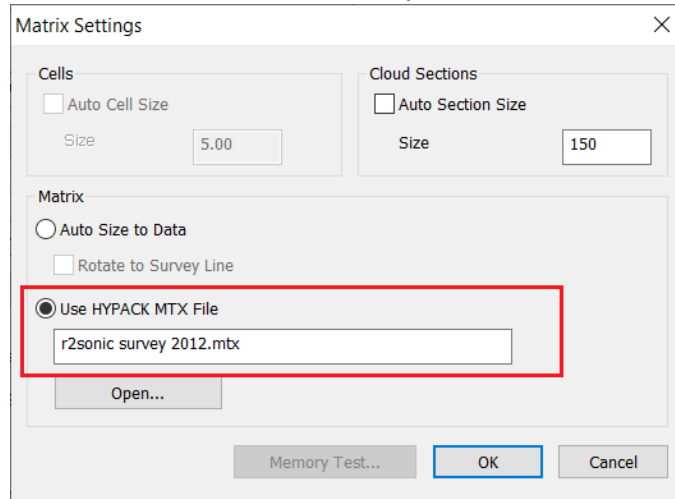 Matrix Settings
Cells
Auto Cell Size
Size 5.00
Cloud Sections
Auto Section Size
Size 150
Matrix
Auto Size to Data
Rotate to Survey Line
Use HYPACK MTX File
r2sonic survey 2012.mtx
Open...
Memory Test... OK Cancel